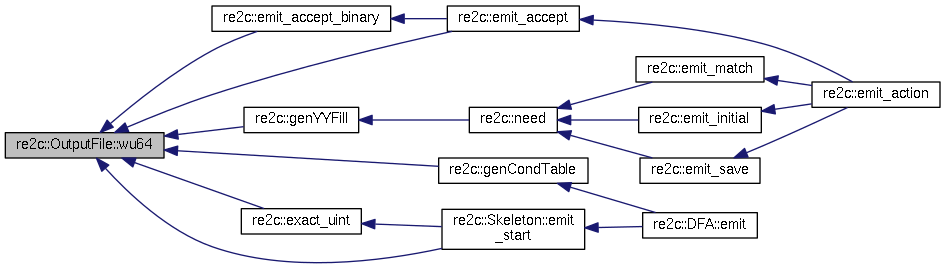 re2c::emit_accept_binary
re2c::emit_accept
re2c::emit_match
re2c::emit_action
re2c::genYYFill
re2c::need
re2c::emit_initial
re2c::OutputFile::wu64
re2c::genCondTable
re2c::emit_save
re2c::exact_uint
re2c::Skeleton::emit
_start
re2c::DFA::emit